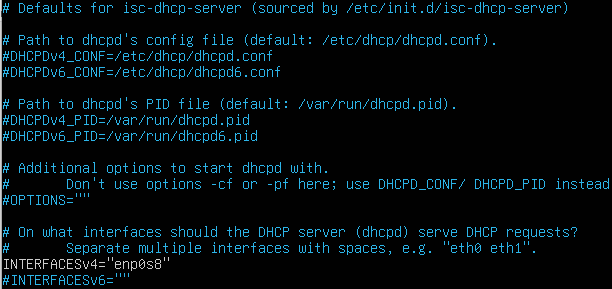 # Defaults for isc-dhcp-server (sourced by /etc/init.d/isc-dhcp-server)
# Path to dhcpd's config file (default: /etc/dhcp/dhcpd.conf).
#DHCPDv4_CONF=/etc/dhcp/dhcpd.conf
#DHCPDv6_CONF=/etc/dhcp/dhcpd6.conf
# Path to dhcpd's PID file (default: /var/run/dhcpd.pid).
#DHCPDv4_PID=/var/run/dhcpd.pid
#DHCPDv6_PID=/var/run/dhcpd6.pid
# Additional options to start dhcpd with.
#       Don't use options -cf or -pf here; use DHCPD_CONF/ DHCPD_PID instead
#OPTIONS=""
# On what interfaces should the DHCP server (dhcpd) serve DHCP requests?
#       Separate multiple interfaces with spaces, e.g. "eth0 eth1".
INTERFACESv4="enp0s8"
#INTERFACESv6=""